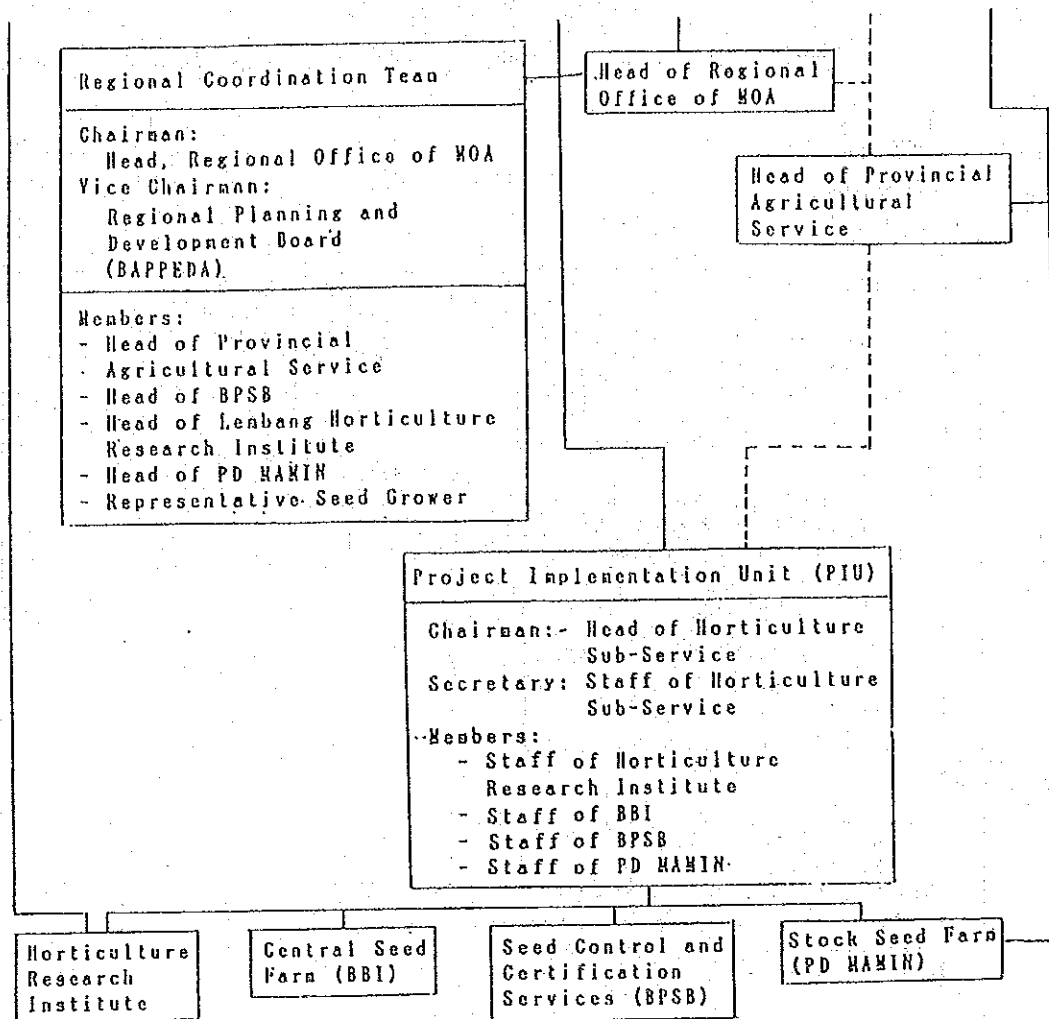 Regional Coordination Team
Chairman:
Head, Regional Office of MOA
Vice Chairman:
Regional Planning and
Development Board
(BAPPEDA)
Members:
- Head of Provincial
Agricultural Service
- Head of BPSB
- Head of Lembang Horticulture
Research Institute
- Head of PD MAMIN
- Representative Seed Grower
Head of Regional
Office of MOA
Head of Provincial
Agricultural
Service
Project Implementation Unit (PIU)
Chairman:- Head of Horticulture
Sub-Service
Secretary: Staff of Horticulture
Sub-Service
Members:
- Staff of Horticulture
Research Institute
- Staff of BBI
- Staff of BPSB
- Staff of PD MAMIN
Horticulture
Research
Institute
Central Seed
Farm (BBI)
Seed Control and
Certification
Services (BPSB)
Stock Seed Farm
(PD MAMIN)